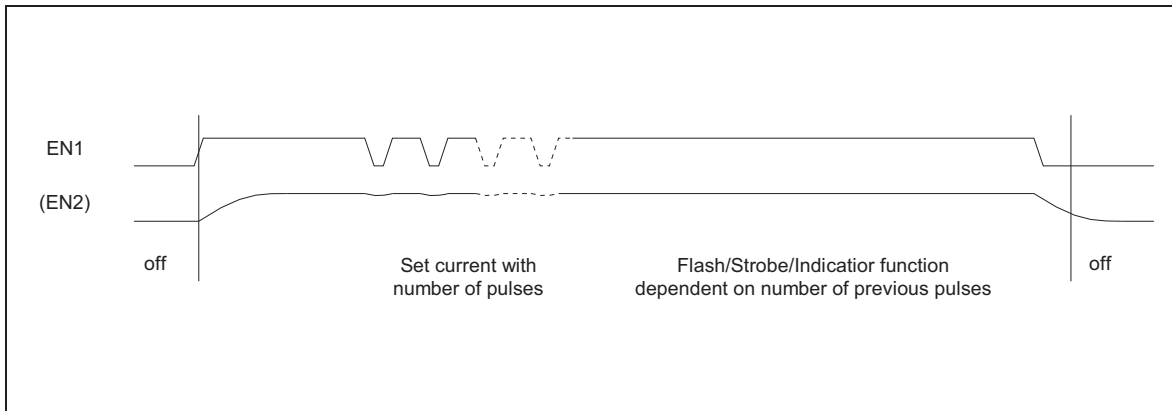 EN1
(EN2)
off
Set current with
number of pulses
Flash/Strobe/Indicatior function
dependent on number of previous pulses
off